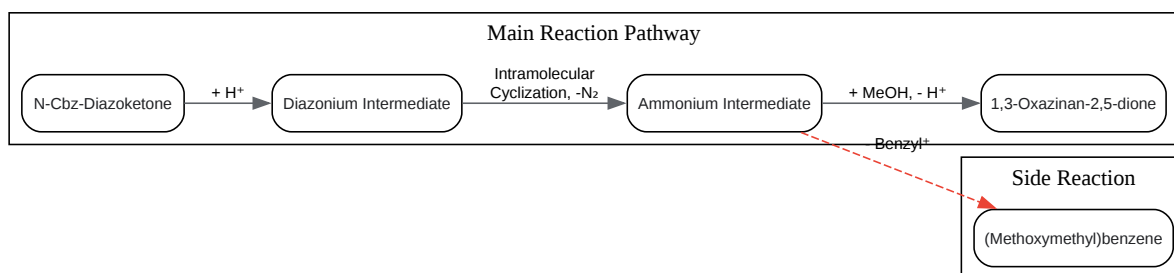 Main Reaction Pathway
N-Cbz-Diazoketone
+ H⁺
Diazonium Intermediate
Intramolecular
Cyclization, -N₂
Ammonium Intermediate
+ MeOH, - H⁺
1,3-Oxazinan-2,5-dione
- Benzyl⁺
Side Reaction
(Methoxymethyl)benzene